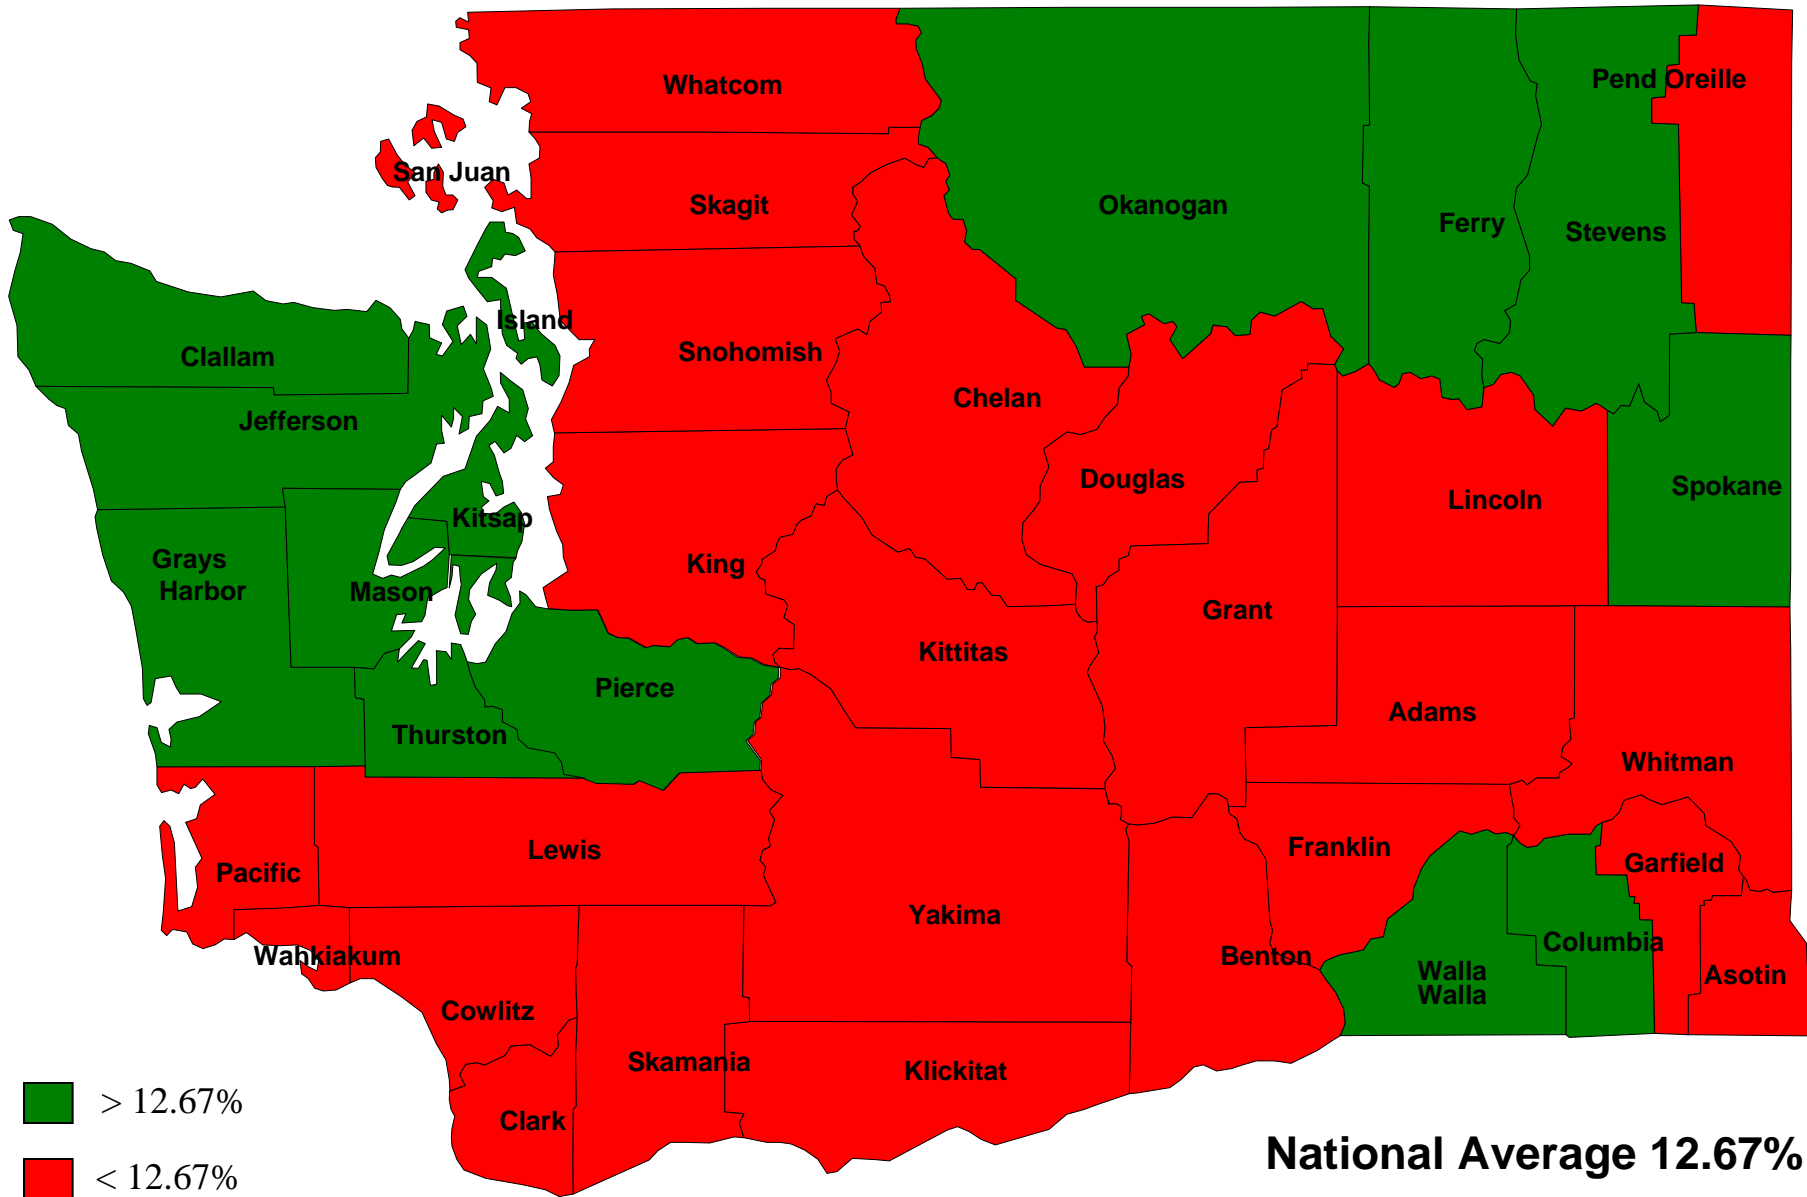 Whatcom
Pend Oreille
San Juan
Skagit
Okanogan
Ferry
Stevens
Island
Clallam
Snohomish
Chelan
Jefferson
Douglas
Lincoln
Spokane
Kitsap
King
Grays
Harbor
Mason
Grant
Kittitas
Pierce
Adams
Thurston
Whitman
Lewis
Franklin
Garfield
Pacific
Yakima
Columbia
Wahkiakum
Benton
Walla
Walla
Asotin
Cowlitz
Skamania
Klickitat
Clark
> 12.67%
< 12.67%
National Average 12.67%